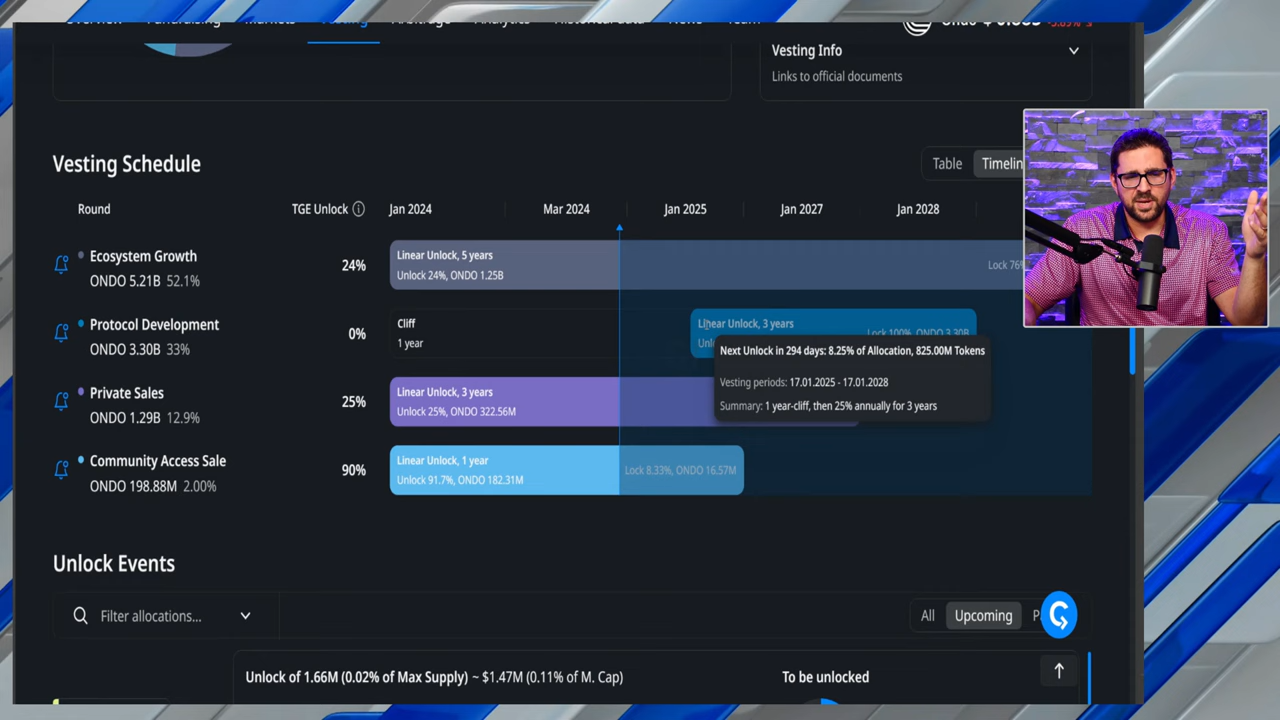 Vesting Info
Links to official documents
Vesting Schedule
Table
Round
TGE Unlock
Jan 2024
Mar 2024
Jan 2025
Jan 2027
Jan 2028
Ecosystem Growth
ONDO 5.21B 52.1%
24%
Linear Unlock, 5 years
Unlock 24%, ONDO 1.25B
Protocol Development
ONDO 3.30B 33%
0%
Cliff
1 year
Linear Unlock, 3 years
Lock 100%, ONDO 3.30B
Next Unlock in 294 days: 8.25% of Allocation, 825.00M Tokens
Vesting periods: 17.01.2025 - 17.01.2028
Summary: 1 year-cliff, then 25% annually for 3 years
Private Sales
ONDO 1.29B 12.9%
25%
Linear Unlock, 3 years
Unlock 25%, ONDO 322.56M
Community Access Sale
ONDO 198.88M 2.00%
90%
Linear Unlock, 1 year
Unlock 91.7%, ONDO 182.31M
Lock 8.33%, ONDO 16.57M
Unlock Events
Filter allocations...
All
Upcoming
Unlock of 1.66M (0.02% of Max Supply) ~ $1.47M (0.11% of M. Cap)
To be unlocked